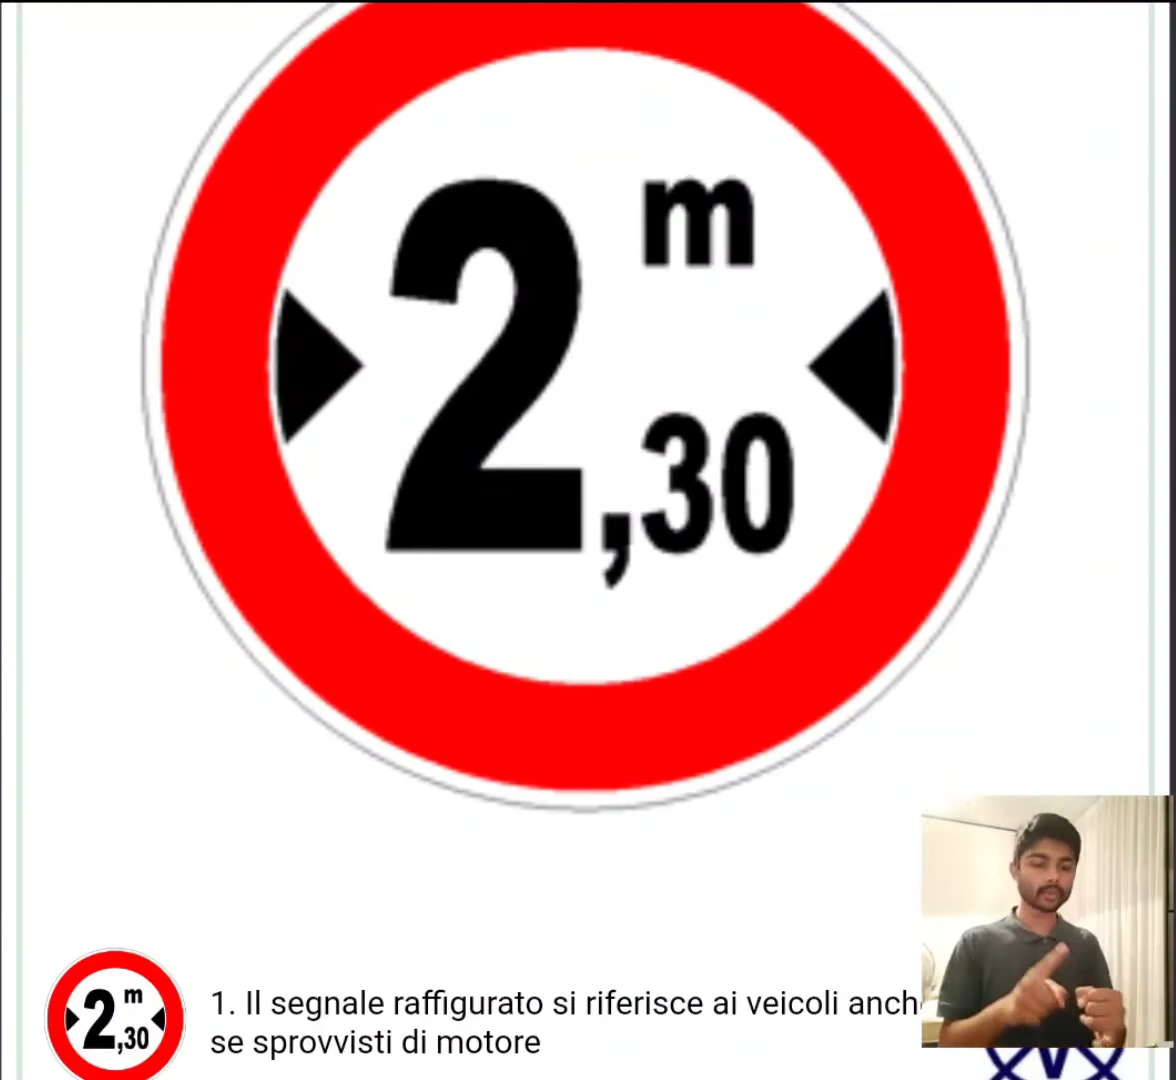 2 m
,30
2 m
,30
1. Il segnale raffigurato si riferisce ai veicoli anch
se sprovvisti di motore